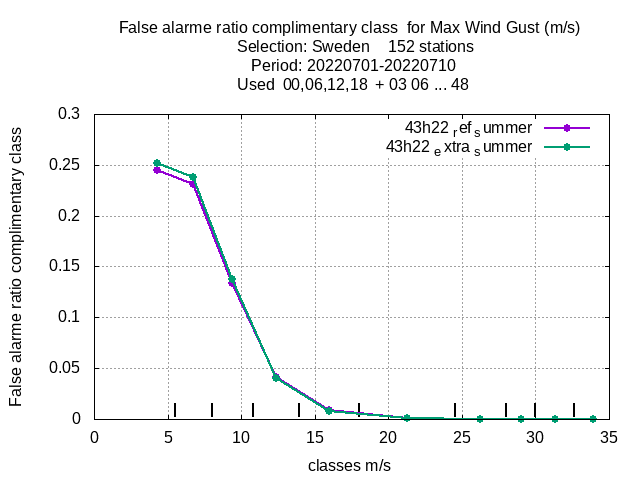 False alarme ratio complimentary class  for Max Wind Gust (m/s)
Selection: Sweden    152 stations
Period: 20220701-20220710
Used  00,06,12,18  + 03 06 ... 48
43h22 ref summer
43h22 extra summer
False alarme ratio complimentary class
0.3
0.25
0.2
0.15
0.1
0.05
0
0 5 10 15 20 25 30 35
classes m/s